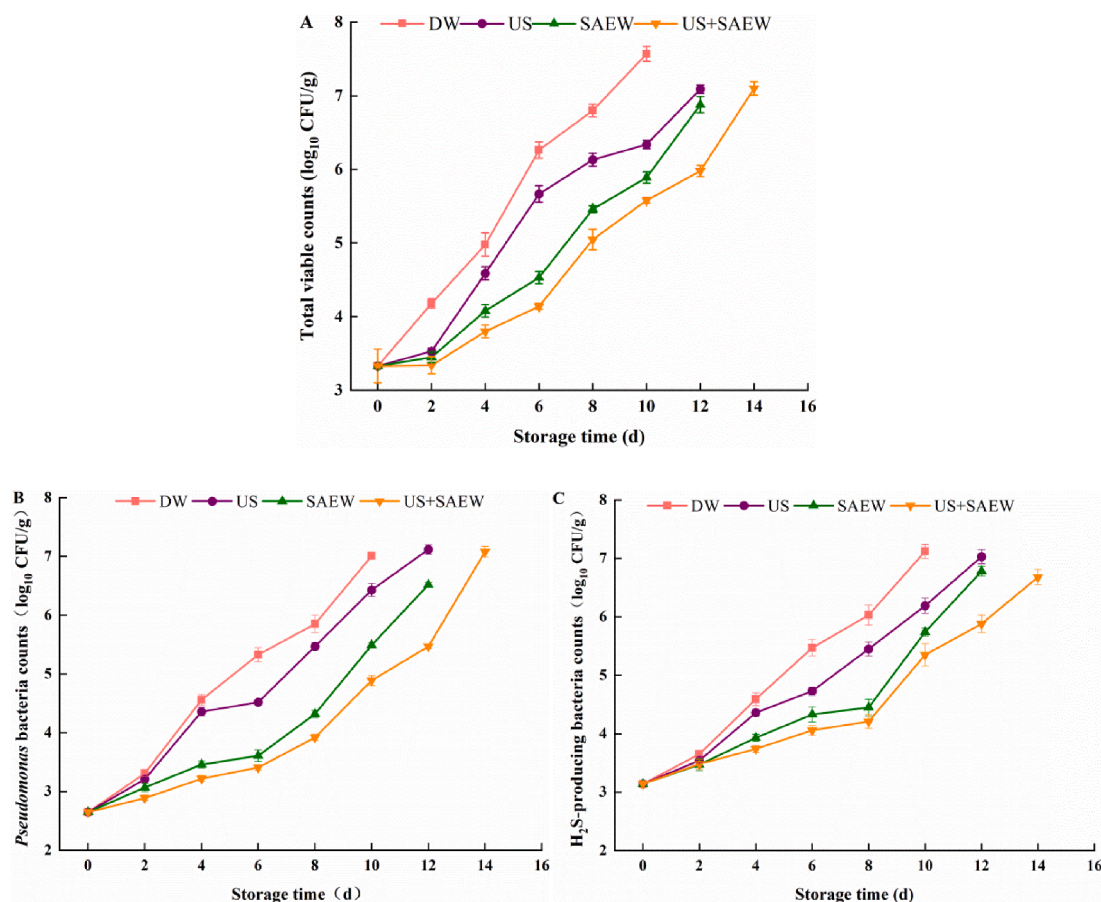 A
DW US SAEW US+SAEW
8
7
6
5
4
3
Total viable counts (log10 CFU/g)
0 2 4 6 8 10 12 14 16
Storage time (d)
B
DW US SAEW US+SAEW
8
7
6
5
4
3
2
Pseudomonas bacteria counts（log10 CFU/g）
0 2 4 6 8 10 12 14 16
Storage time（d）
C
DW US SAEW US+SAEW
8
7
6
5
4
3
2
H2S-producing bacteria counts（log10 CFU/g）
0 2 4 6 8 10 12 14 16
Storage time (d)